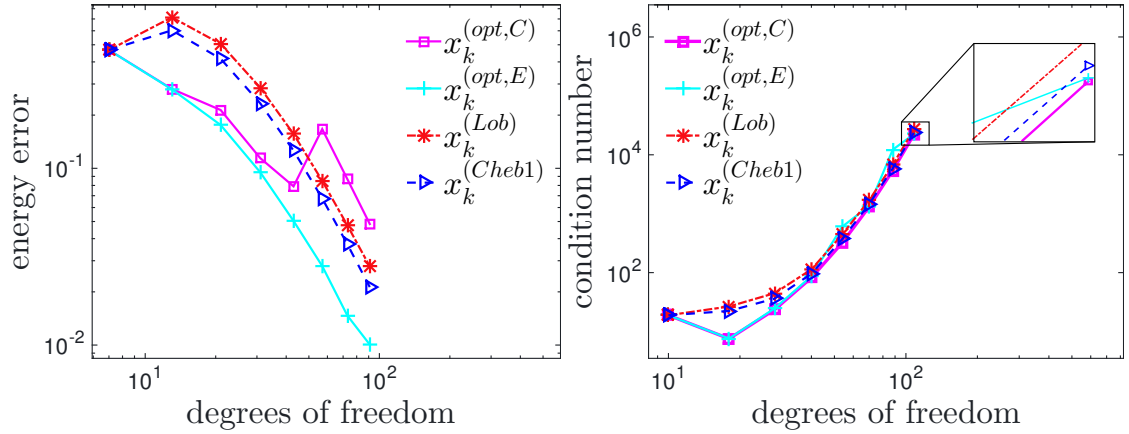 energy error
10^{-1}
10^{-2}
10^1
10^2
degrees of freedom
x_k^{(opt,C)}
x_k^{(opt,E)}
x_k^{(Lob)}
x_k^{(Cheb1)}
condition number
10^6
10^4
10^2
10^1
10^2
degrees of freedom
x_k^{(opt,C)}
x_k^{(opt,E)}
x_k^{(Lob)}
x_k^{(Cheb1)}